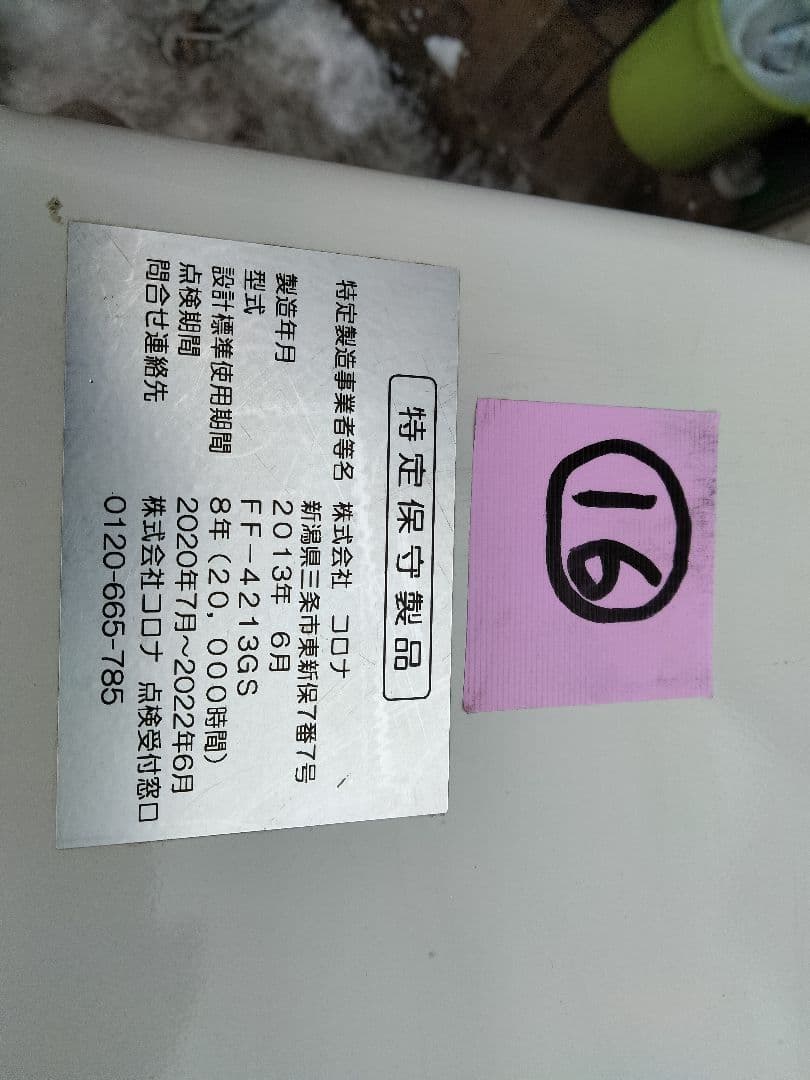 特定保守製品
特定製造事業者等名 株式会社 コロナ
新潟県三条市東新保7番7号
製造年月 2013年 6月
型式 FF-4213GS
設計標準使用期間 8年(20,000時間)
点検期間 2020年7月~2022年6月
問合せ連絡先 株式会社コロナ 点検受付窓口
0120-665-785
16